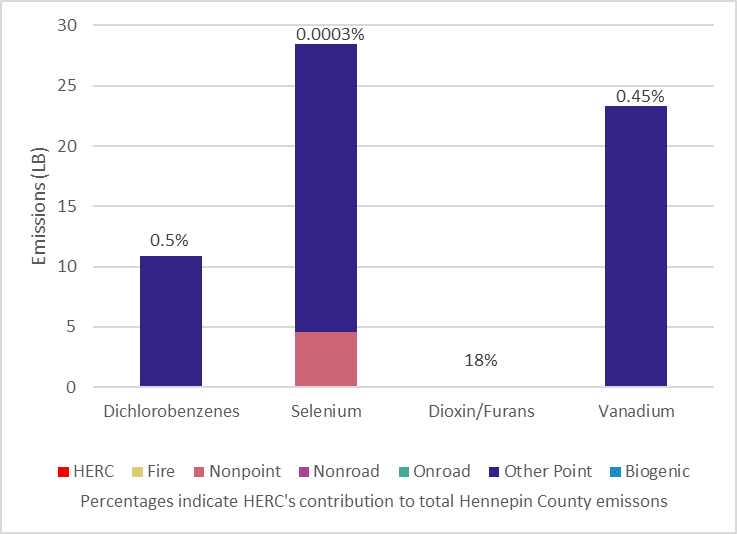 30
0.0003%
25
0.45%
20
Emissions (LB)
15
0.5%
10
5
18%
0
Dichlorobenzenes Selenium Dioxin/Furans Vanadium
HERC Fire Nonpoint Nonroad Onroad Other Point Biogenic
Percentages indicate HERC's contribution to total Hennepin County emissons